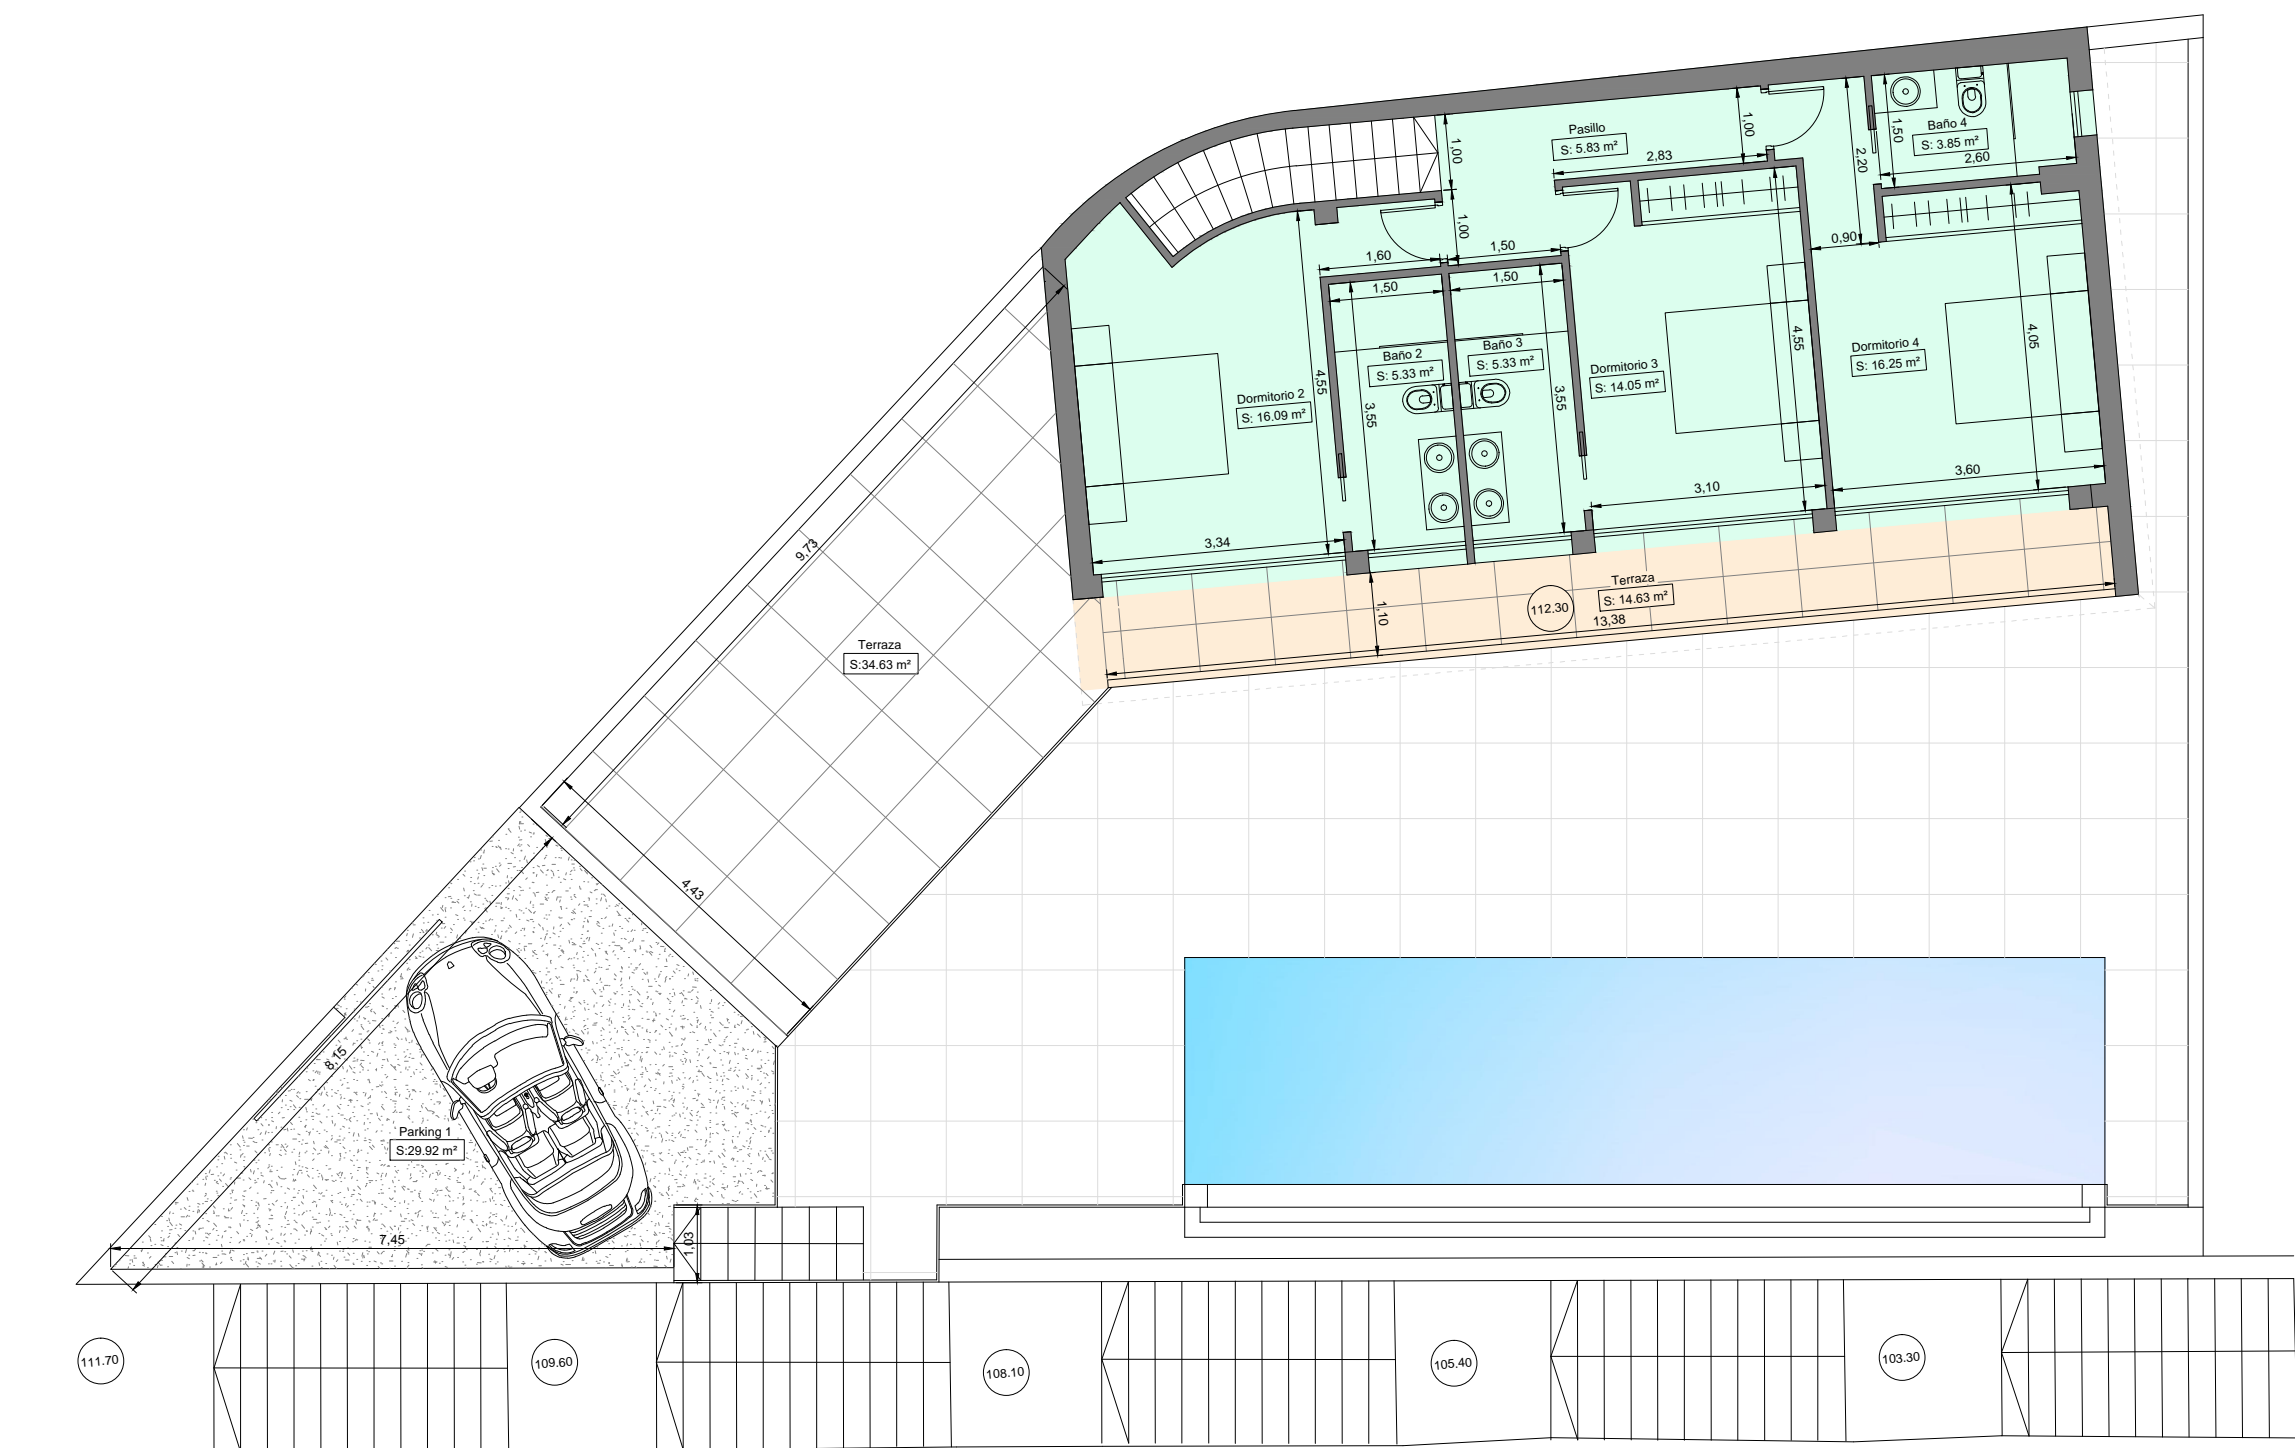 Pasillo
S: 5.83 m²
2,83
1,00
1,00
1,00
2,20
1,50
Baño 4
S: 3.85 m²
2,60
0,90
1,60
1,50
1,50
1,50
Baño 2
S: 5.33 m²
Baño 3
S: 5.33 m²
Dormitorio 2
S: 16.09 m²
4,55
3,55
3,55
Dormitorio 3
S: 14.05 m²
4,55
Dormitorio 4
S: 16.25 m²
4,05
3,34
3,10
3,60
Terraza
S: 14.63 m²
112.30
13,38
1,10
9,73
Terraza
S:34.63 m²
4,43
8,15
Parking 1
S:29.92 m²
7,45
1,03
111.70
109.60
108.10
105.40
103.30